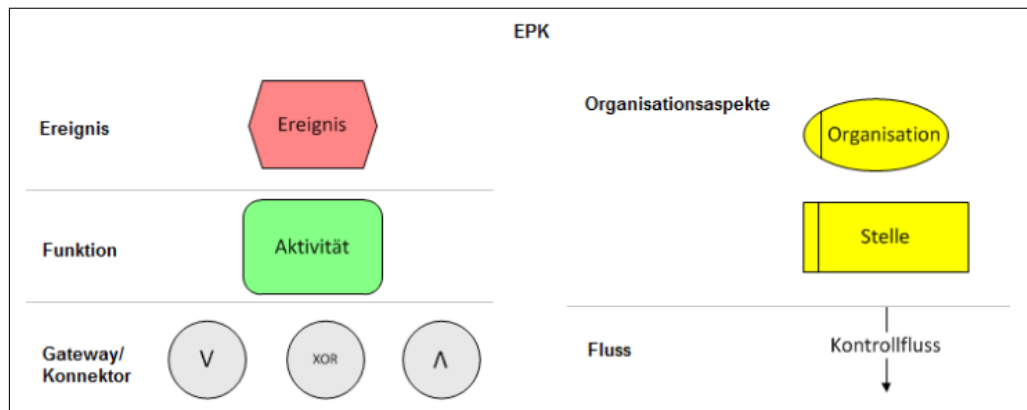 EPK
Ereignis
Ereignis
Funktion
Aktivität
Gateway/
Konnektor
V
XOR
Λ
Organisationsaspekte
Organisation
Stelle
Fluss
Kontrollfluss